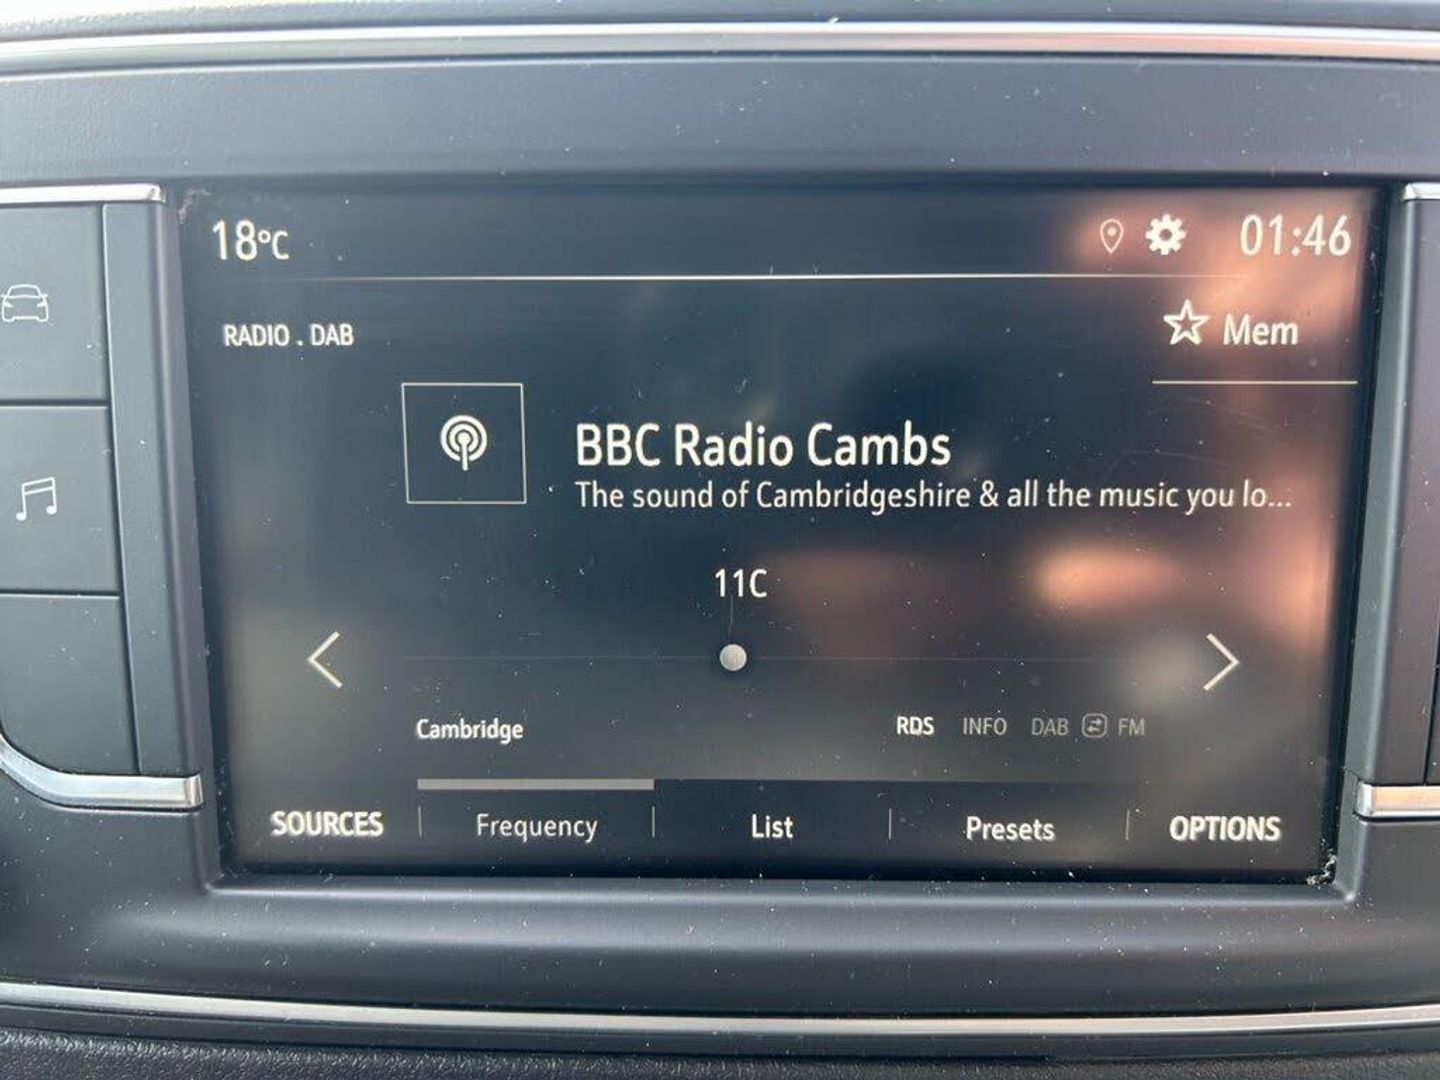 18°C 01:46
RADIO . DAB
Mem
BBC Radio Cambs
The sound of Cambridgeshire & all the music you lo...
11C
Cambridge RDS INFO DAB FM
SOURCES Frequency List Presets OPTIONS